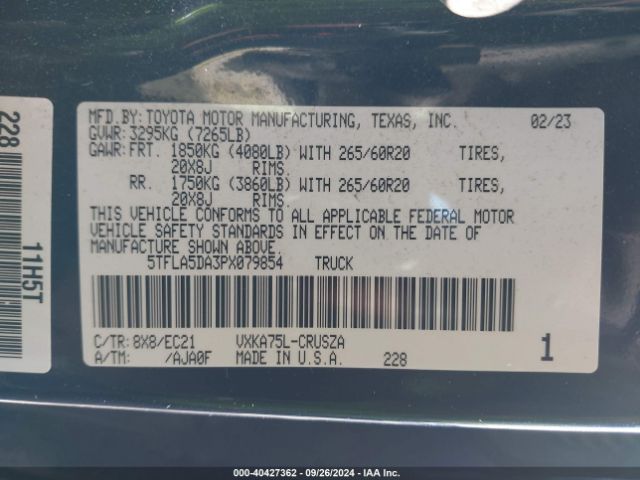 MFD.BY:TOYOTA MOTOR MANUFACTURING, TEXAS, INC. 02/23
GVWR:3295KG (7265LB)
GAWR:FRT. 1850KG (4080LB) WITH 265/60R20 TIRES,
20X8J RIMS.
RR. 1750KG (3860LB) WITH 265/60R20 TIRES,
20X8J RIMS.
THIS VEHICLE CONFORMS TO ALL APPLICABLE FEDERAL MOTOR
VEHICLE SAFETY STANDARDS IN EFFECT ON THE DATE OF
MANUFACTURE SHOWN ABOVE.
5TFLA5DA3PX079854 TRUCK
C/TR:8X8/EC21 VXKA75L-CRUSZA
A/TM: /AJA0F MADE IN U.S.A. 228 1
228
11H5T
000-40427362 | 09/26/2024 | IAA Inc.